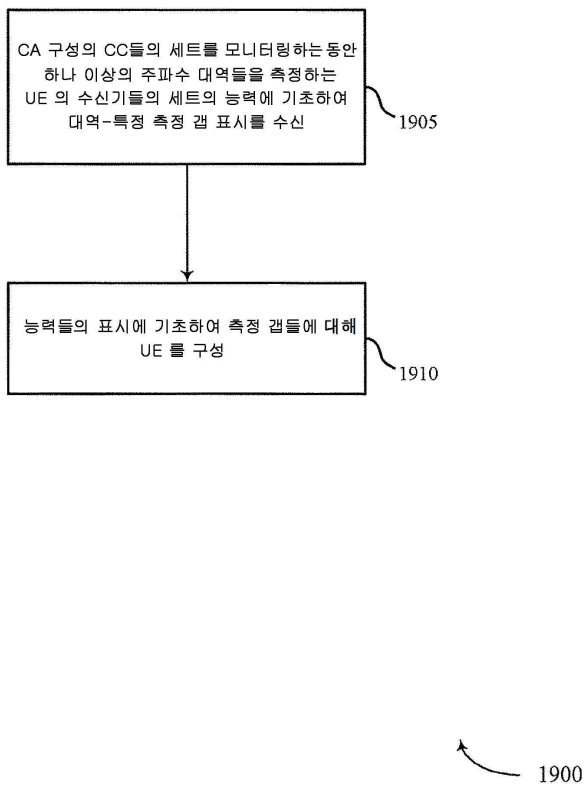 CA 구성의 CC들의 세트를 모니터링하는동안
하나 이상의 주파수 대역들을 측정하는
UE 의 수신기들의 세트의 능력에 기초하여
대역-특정 측정 갭 표시를 수신
1905
능력들의 표시에 기초하여 측정 갭들에 대해
UE 를 구성
1910
1900